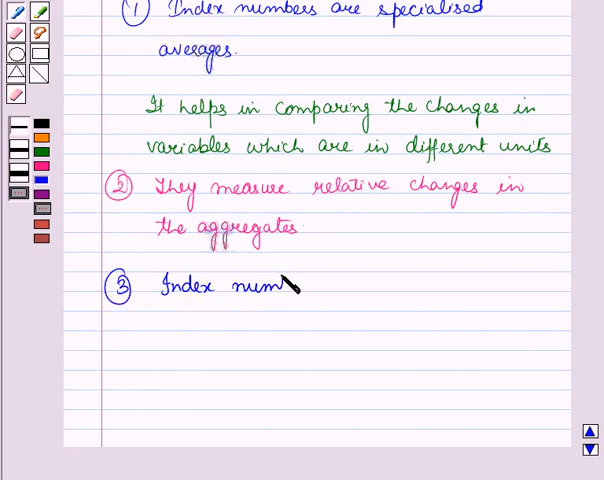 ① Index numbers are specialised
averages.
It helps in comparing the changes in
variables which are in different units
② They measure relative changes in
the aggregates
③ Index num